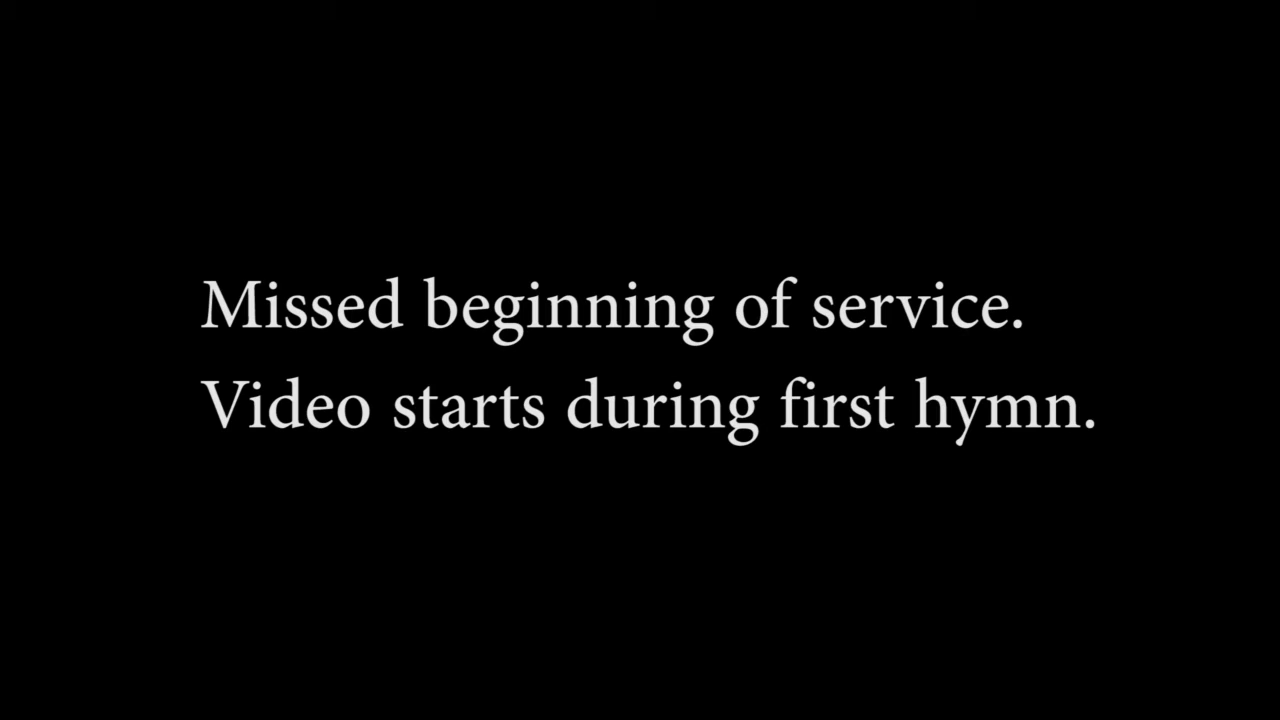 Missed beginning of service.
Video starts during first hymn.